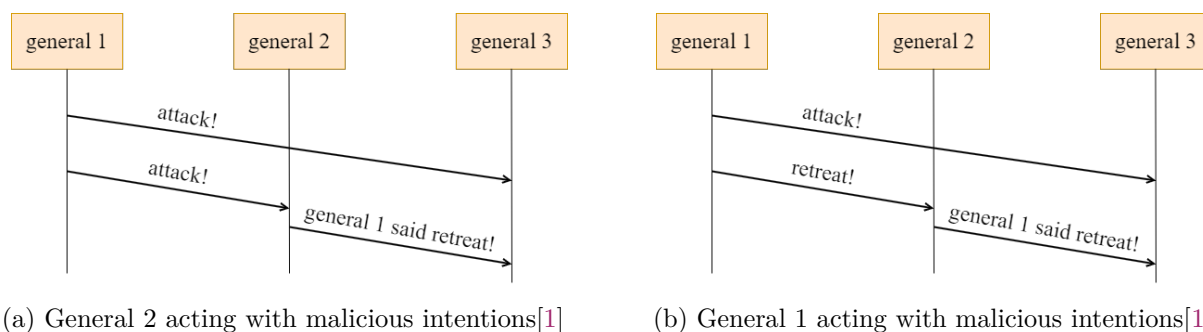 general 1 general 2 general 3
attack!
attack!
general 1 said retreat!
(a) General 2 acting with malicious intentions[1]
general 1 general 2 general 3
attack!
retreat!
general 1 said retreat!
(b) General 1 acting with malicious intentions[1